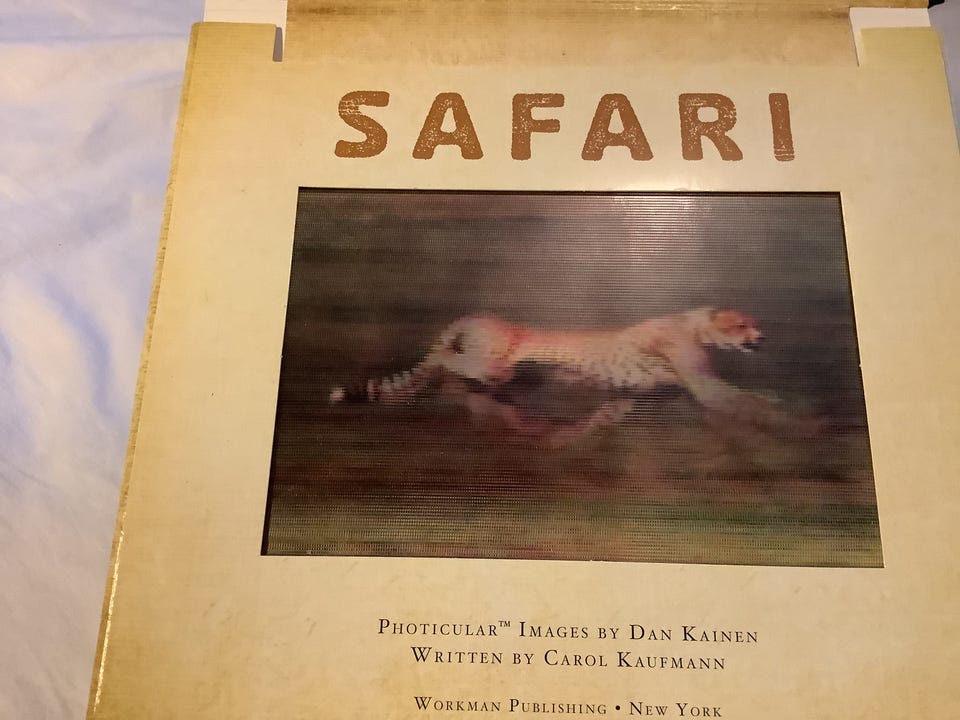 SAFARI
PHOTICULAR™ IMAGES BY DAN KAINEN
WRITTEN BY CAROL KAUFMANN
WORKMAN PUBLISHING • NEW YORK